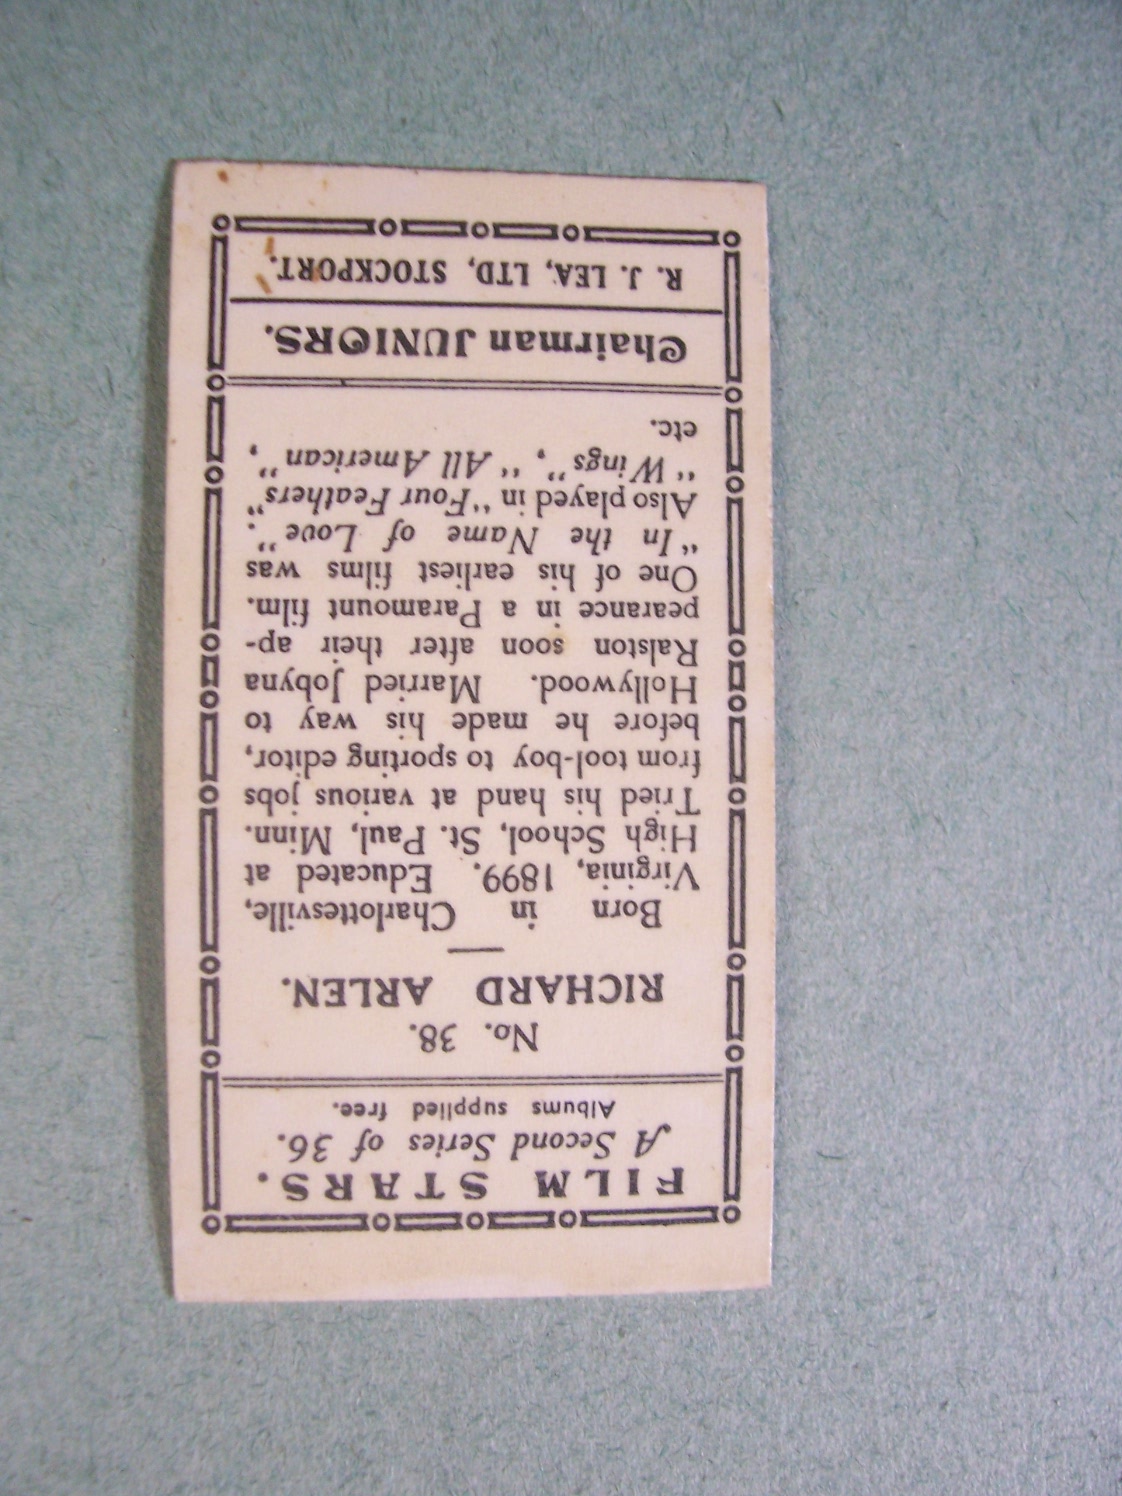 FILM STARS.
A Second Series of 36.
Albums supplied free.
No. 38.
RICHARD ARLEN.
Born in Charlottesville,
Virginia, 1899. Educated at
High School, St. Paul, Minn.
Tried his hand at various jobs
from tool-boy to sporting editor,
before he made his way to
Hollywood. Married Jobyna
Ralston soon after their ap-
pearance in a Paramount film.
One of his earliest films was
"In the Name of Love".
Also played in "Four Feathers"
"Wings", "All American",
etc.
Chairman JUNIORS.
R. J. LEA, LTD, STOCKPORT.